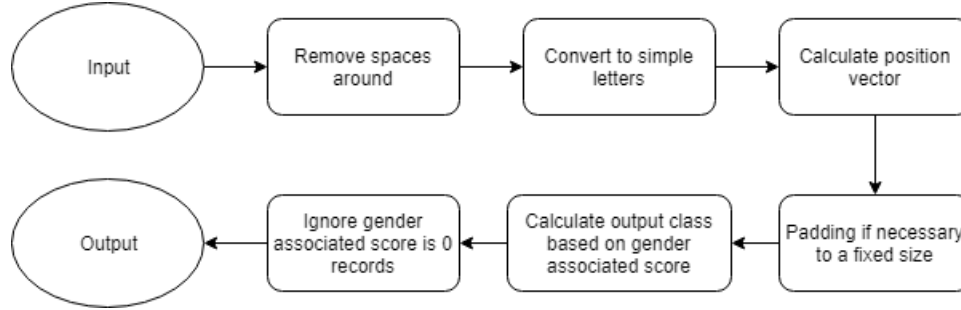 Input
Remove spaces
around
Convert to simple
letters
Calculate position
vector
Padding if necessary
to a fixed size
Calculate output class
based on gender
associated score
Ignore gender
associated score is 0
records
Output